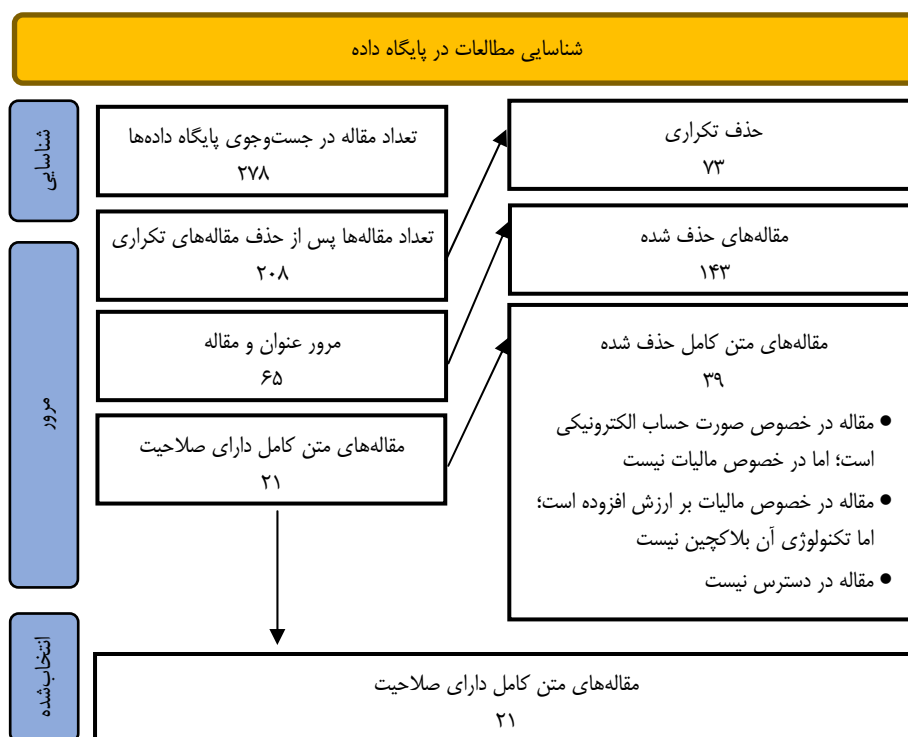 شناسایی مطالعات در پایگاه داده
شناسایی
تعداد مقاله در جست‌وجوی پایگاه داده‌ها
۲۷۸
حذف تکراری
۷۳
مرور
تعداد مقاله‌ها پس از حذف مقاله‌های تکراری
۲۰۸
مقاله‌های حذف شده
۱۴۳
مرور عنوان و مقاله
۶۵
مقاله‌های متن کامل حذف شده
۳۹
● مقاله در خصوص صورت حساب الکترونیکی
است؛ اما در خصوص مالیات نیست
● مقاله در خصوص مالیات بر ارزش افزوده است؛
اما تکنولوژی آن بلاکچین نیست
● مقاله در دسترس نیست
مقاله‌های متن کامل دارای صلاحیت
۲۱
انتخاب‌شده
مقاله‌های متن کامل دارای صلاحیت
۲۱